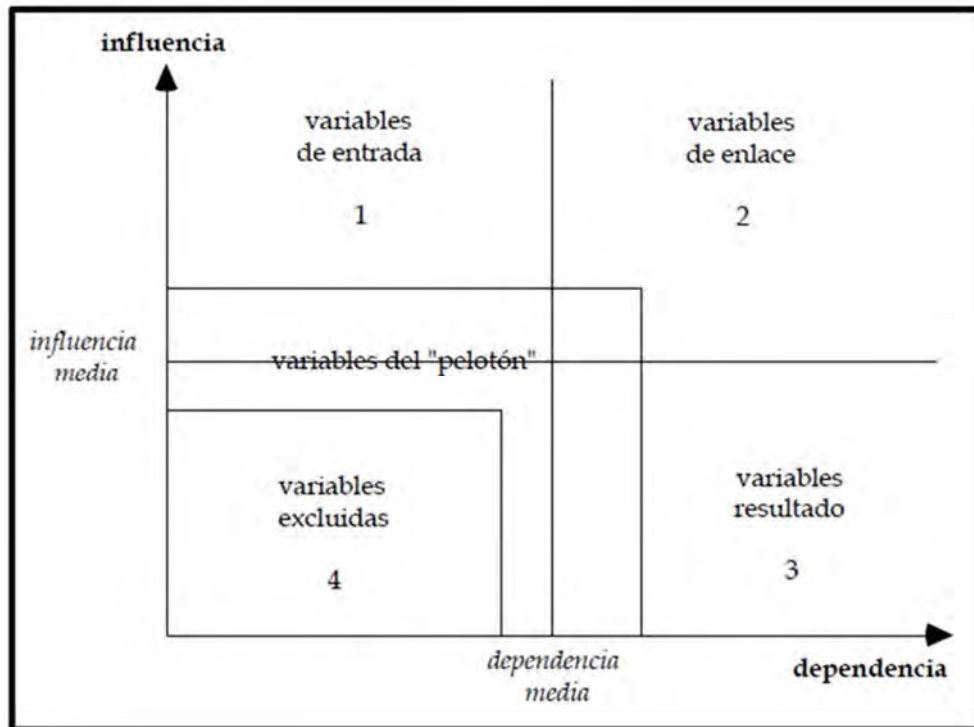 influencia
variables
de entrada
1
variables
de enlace
2
influencia
media
variables del "pelotón"
variables
excluidas
4
variables
resultado
3
dependencia
media
dependencia